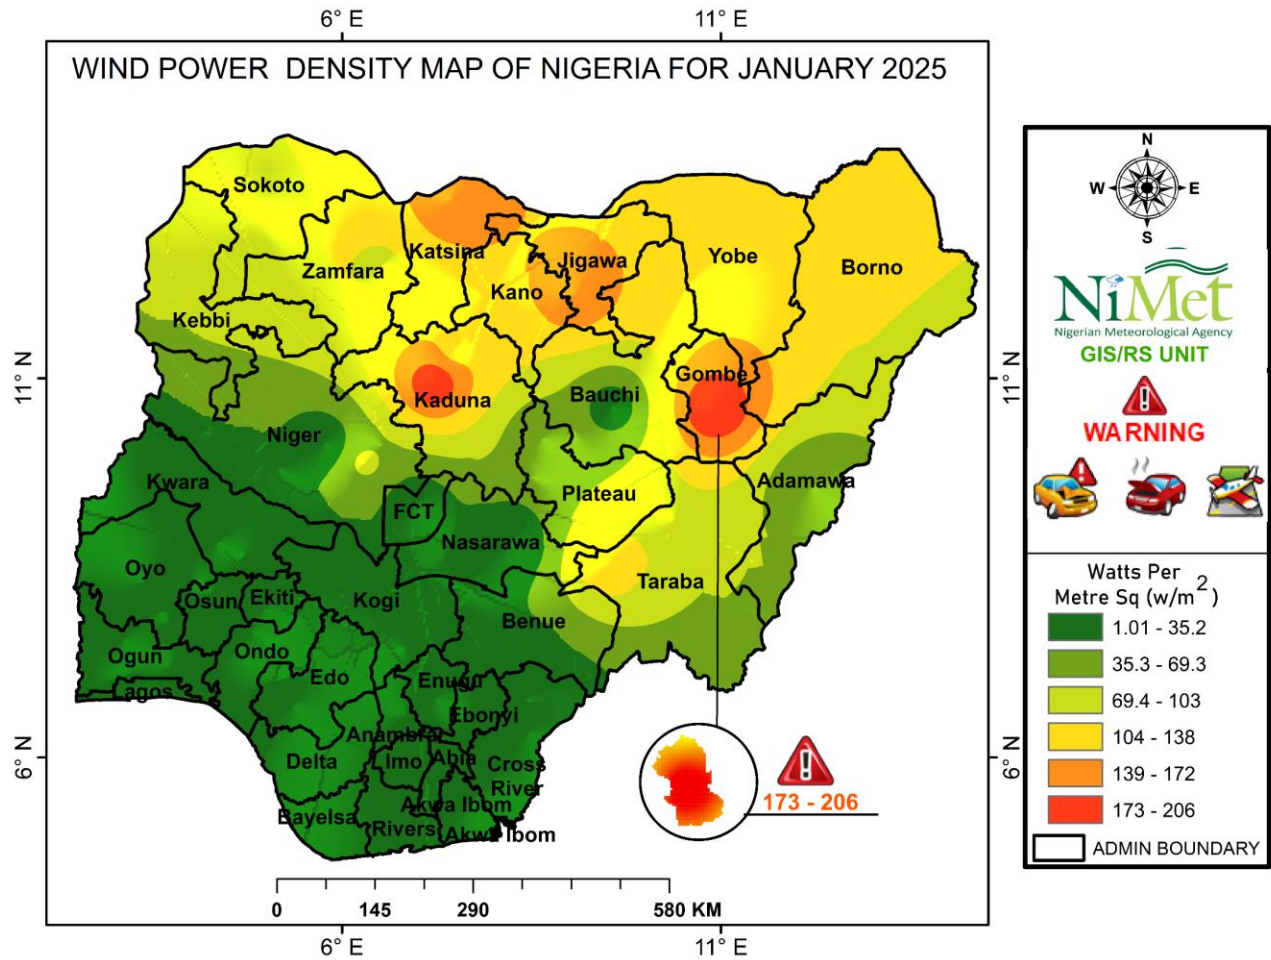 6° E
11° E
WIND POWER DENSITY MAP OF NIGERIA FOR JANUARY 2025
Sokoto
Katsina
Jigawa
Yobe
Borno
Zamfara
Kano
Kebbi
Gombe
Kaduna
Bauchi
Niger
Kwara
Plateau
Adamawa
FCT
Nasarawa
Oyo
Taraba
Osun
Ekiti
Kogi
Benue
Ogun
Ondo
Edo
Enugu
Lagos
Ebonyi
Anambra
Delta
Imo
Abia
Cross
River
Akwa Ibom
Bayelsa
Rivers
Akwa Ibom
11° N
6° N
11° N
6° N
173 - 206
0 145 290 580 KM
6° E
11° E
N
W
E
S
NiMet
Nigerian Meteorological Agency
GIS/RS UNIT
WARNING
Watts Per
Metre Sq (w/m²)
1.01 - 35.2
35.3 - 69.3
69.4 - 103
104 - 138
139 - 172
173 - 206
ADMIN BOUNDARY